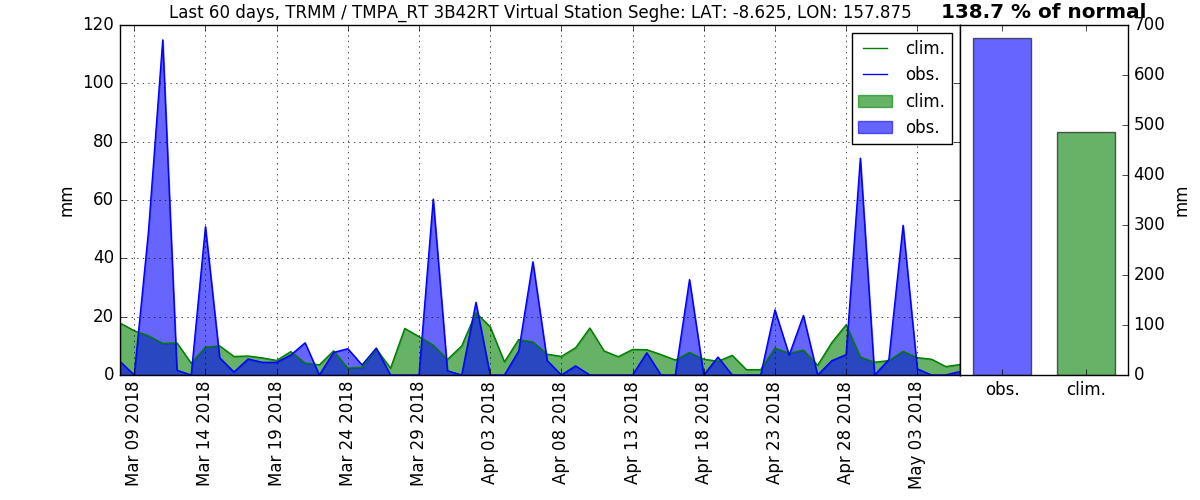 Last 60 days, TRMM / TMPA_RT 3B42RT Virtual Station Seghe: LAT: -8.625, LON: 157.875
138.7 % of normal
120
100
80
60
40
20
0
mm
clim.
obs.
clim.
obs.
Mar 09 2018
Mar 14 2018
Mar 19 2018
Mar 24 2018
Mar 29 2018
Apr 03 2018
Apr 08 2018
Apr 13 2018
Apr 18 2018
Apr 23 2018
Apr 28 2018
May 03 2018
700
600
500
400
300
200
100
0
mm
obs.
clim.